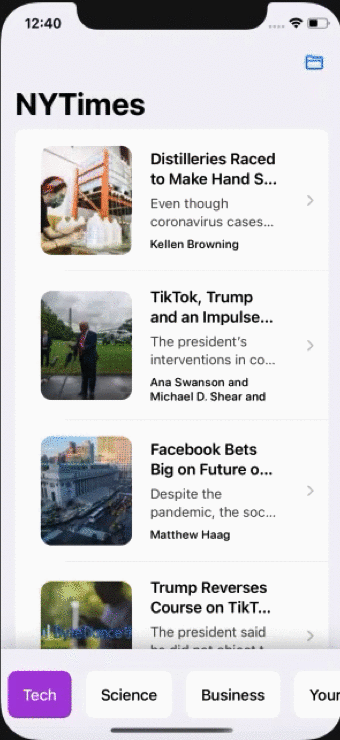 12:40
NYTimes
Distilleries Raced
to Make Hand S...
Even though
coronavirus cases...
Kellen Browning
TikTok, Trump
and an Impulse...
The president's
interventions in co...
Ana Swanson and
Michael D. Shear and
Facebook Bets
Big on Future o...
Despite the
pandemic, the soc...
Matthew Haag
Trump Reverses
Course on TikT...
ByteDance
The president said
he did not object t
Tech
Science
Business
Your